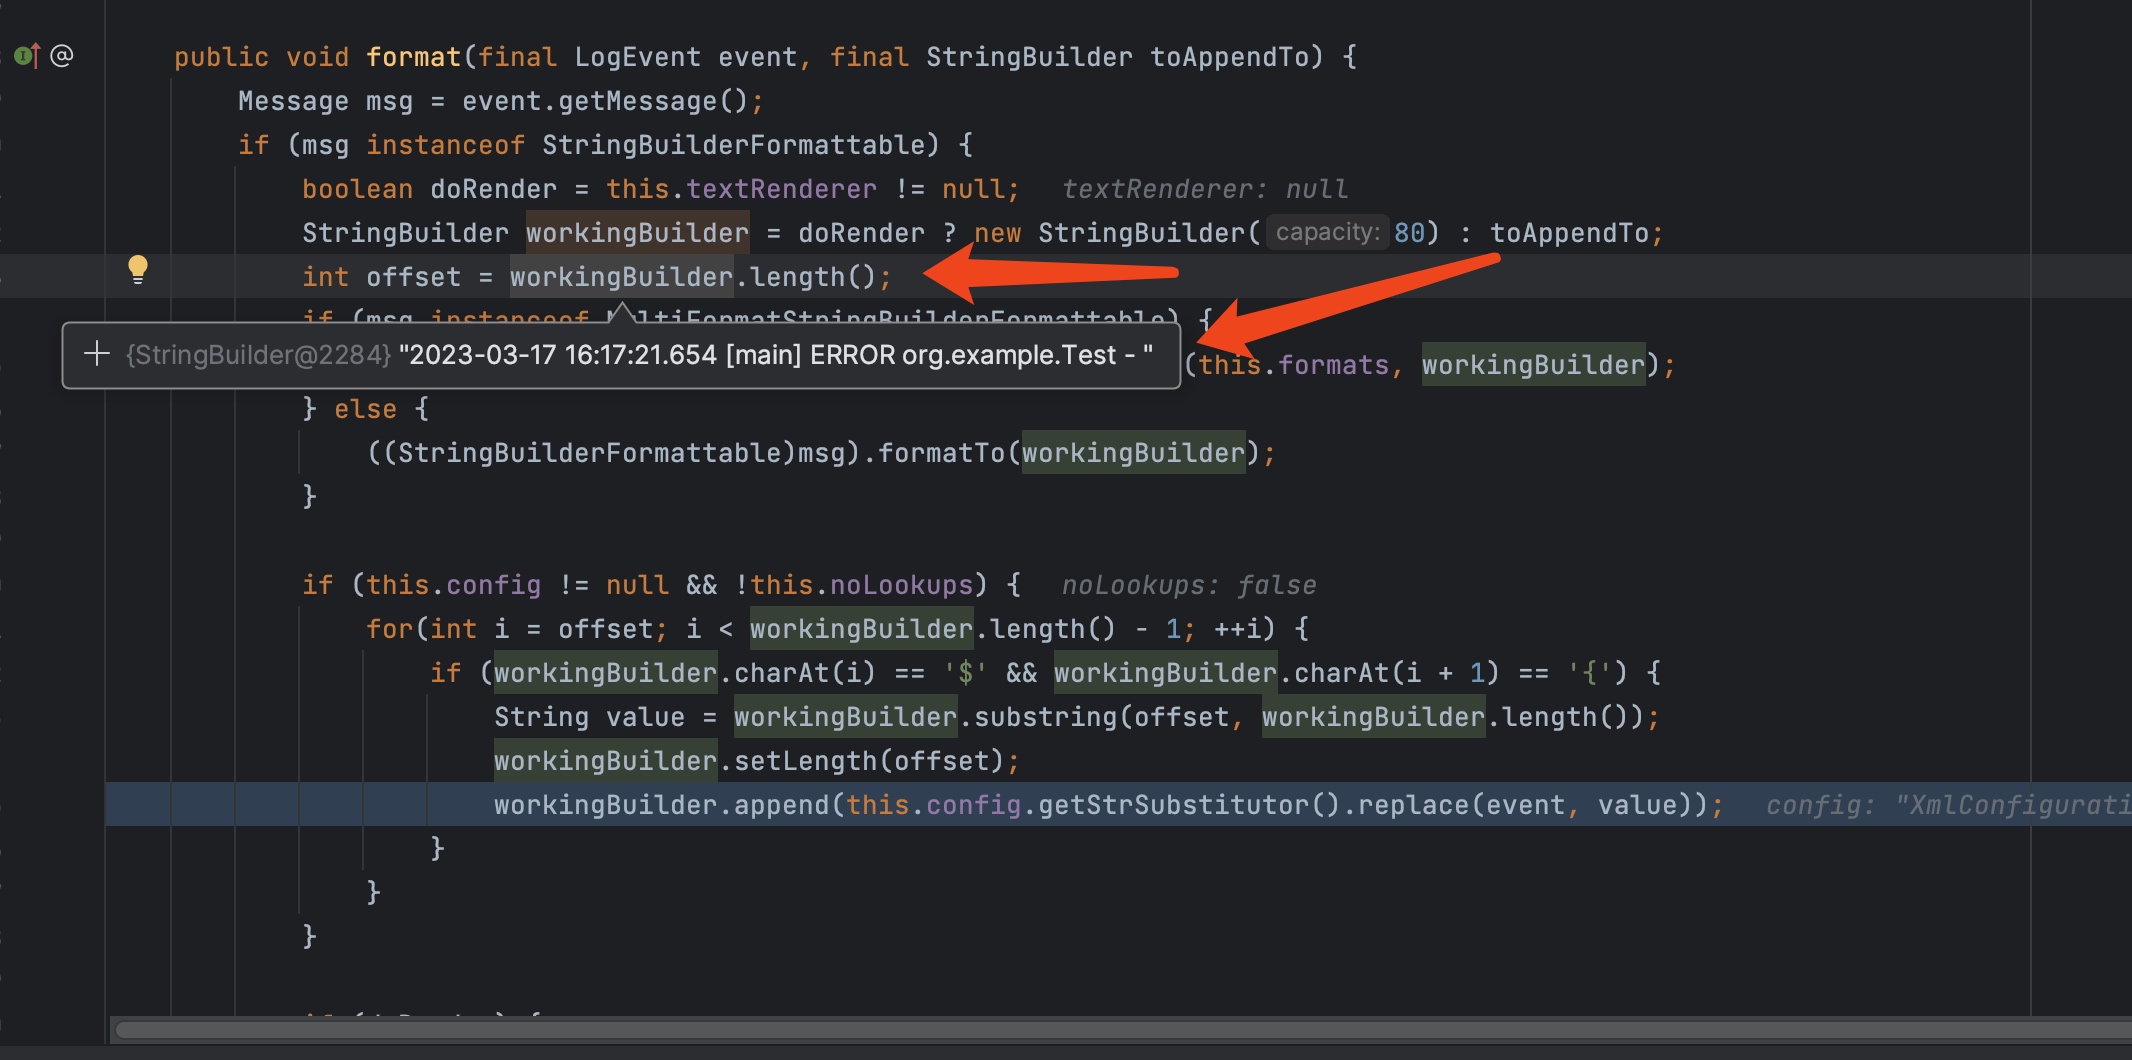 @ public void format(final LogEvent event, final StringBuilder toAppendTo) {
Message msg = event.getMessage();
if (msg instanceof StringBuilderFormattable) {
boolean doRender = this.textRenderer != null; textRenderer: null
StringBuilder workingBuilder = doRender ? new StringBuilder( capacity: 80) : toAppendTo;
int offset = workingBuilder.length();
if (msg instanceof MultiFormatStringBuilderFormattable) {
{StringBuilder@2284} "2023-03-17 16:17:21.654 [main] ERROR org.example.Test - "
(this.formats, workingBuilder);
} else {
((StringBuilderFormattable)msg).formatTo(workingBuilder);
}
if (this.config != null && !this.noLookups) { noLookups: false
for(int i = offset; i < workingBuilder.length() - 1; ++i) {
if (workingBuilder.charAt(i) == '$' && workingBuilder.charAt(i + 1) == '{') {
String value = workingBuilder.substring(offset, workingBuilder.length());
workingBuilder.setLength(offset);
workingBuilder.append(this.config.getStrSubstitutor().replace(event, value)); config: "XmlConfigurati
}
}
}